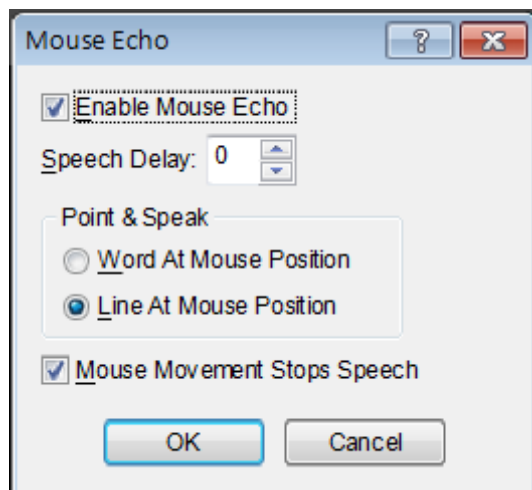 Mouse Echo
Enable Mouse Echo
Speech Delay: 0
Point & Speak
Word At Mouse Position
Line At Mouse Position
Mouse Movement Stops Speech
OK Cancel